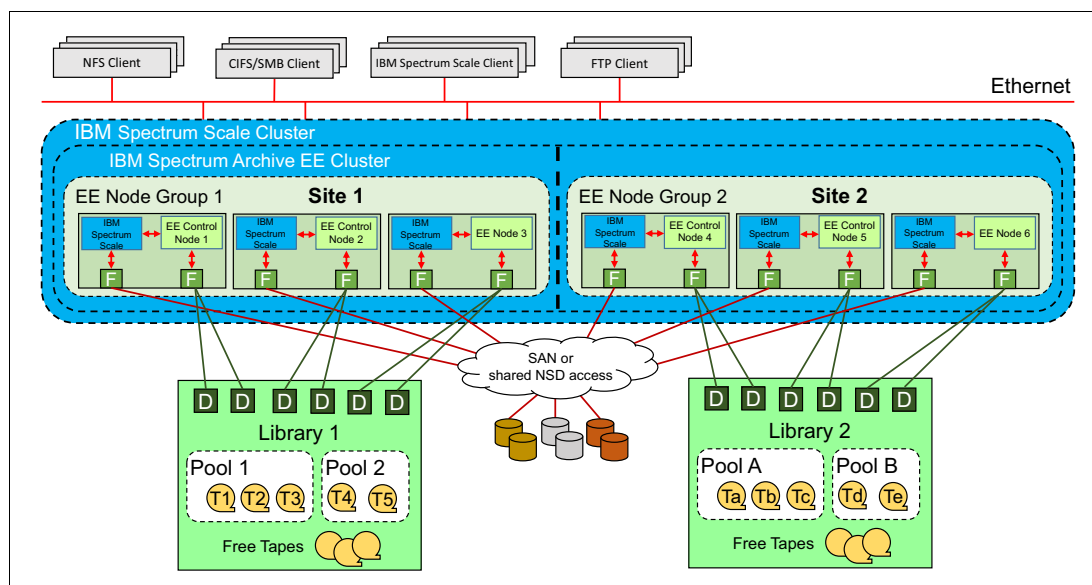 NFS Client
CIFS/SMB Client
IBM Spectrum Scale Client
FTP Client
Ethernet
IBM Spectrum Scale Cluster
IBM Spectrum Archive EE Cluster
EE Node Group 1
Site 1
IBM
Spectrum
Scale
EE Control
Node 1
IBM
Spectrum
Scale
EE Control
Node 2
IBM
Spectrum
Scale
EE Node 3
F
F
F
F
F
F
EE Node Group 2
Site 2
IBM
Spectrum
Scale
EE Control
Node 4
IBM
Spectrum
Scale
EE Control
Node 5
IBM
Spectrum
Scale
EE Node 6
F
F
F
F
F
F
SAN or
shared NSD access
D
D
D
D
D
D
Library 1
Pool 1
T1
T2
T3
Pool 2
T4
T5
Free Tapes
D
D
D
D
D
D
Library 2
Pool A
Ta
Tb
Tc
Pool B
Td
Te
Free Tapes